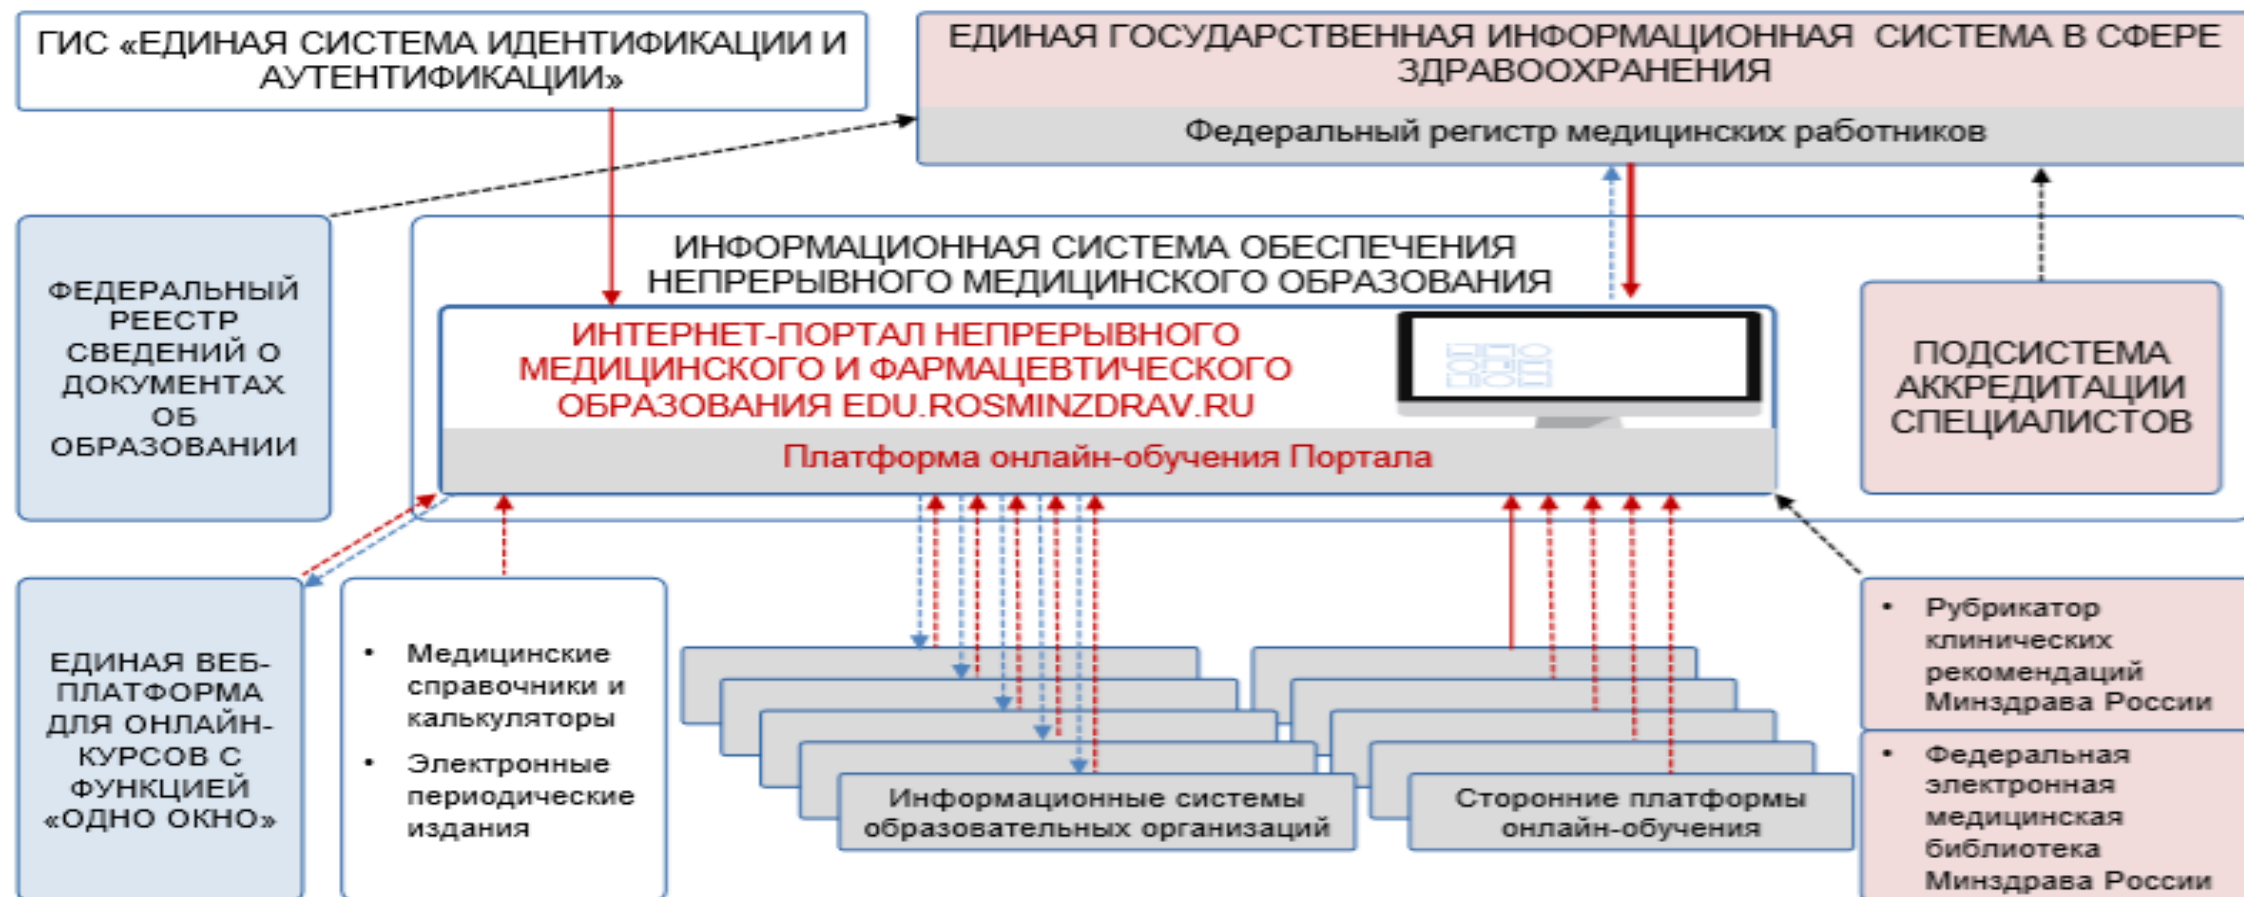 ГИС «ЕДИНАЯ СИСТЕМА ИДЕНТИФИКАЦИИ И
АУТЕНТИФИКАЦИИ»
ЕДИНАЯ ГОСУДАРСТВЕННАЯ ИНФОРМАЦИОННАЯ СИСТЕМА В СФЕРЕ
ЗДРАВООХРАНЕНИЯ
Федеральный регистр медицинских работников
ФЕДЕРАЛЬНЫЙ
РЕЕСТР
СВЕДЕНИЙ О
ДОКУМЕНТАХ
ОБ
ОБРАЗОВАНИИ
ИНФОРМАЦИОННАЯ СИСТЕМА ОБЕСПЕЧЕНИЯ
НЕПРЕРЫВНОГО МЕДИЦИНСКОГО ОБРАЗОВАНИЯ
ИНТЕРНЕТ-ПОРТАЛ НЕПРЕРЫВНОГО
МЕДИЦИНСКОГО И ФАРМАЦЕВТИЧЕСКОГО
ОБРАЗОВАНИЯ EDU.ROSMINZDRAV.RU
Платформа онлайн-обучения Портала
ПОДСИСТЕМА
АККРЕДИТАЦИИ
СПЕЦИАЛИСТОВ
ЕДИНАЯ ВЕБ-
ПЛАТФОРМА
ДЛЯ ОНЛАЙН-
КУРСОВ С
ФУНКЦИЕЙ
«ОДНО ОКНО»
• Медицинские
справочники и
калькуляторы
• Электронные
периодические
издания
Информационные системы
образовательных организаций
Сторонние платформы
онлайн-обучения
• Рубрикатор
клинических
рекомендаций
Минздрава России
• Федеральная
электронная
медицинская
библиотека
Минздрава России